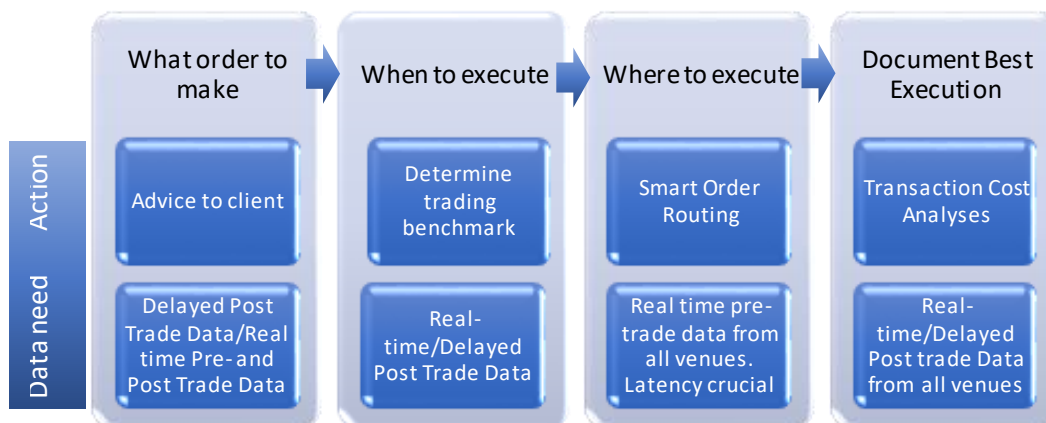 What order to
make
When to execute
Where to execute
Document Best
Execution
Action
Advice to client
Determine
trading
benchmark
Smart Order
Routing
Transaction Cost
Analyses
Data need
Delayed Post
Trade Data/Real
time Pre- and
Post Trade Data
Real-
time/Delayed
Post Trade Data
Real time pre-
trade data from
all venues.
Latency crucial
Real-
time/Delayed
Post trade Data
from all venues